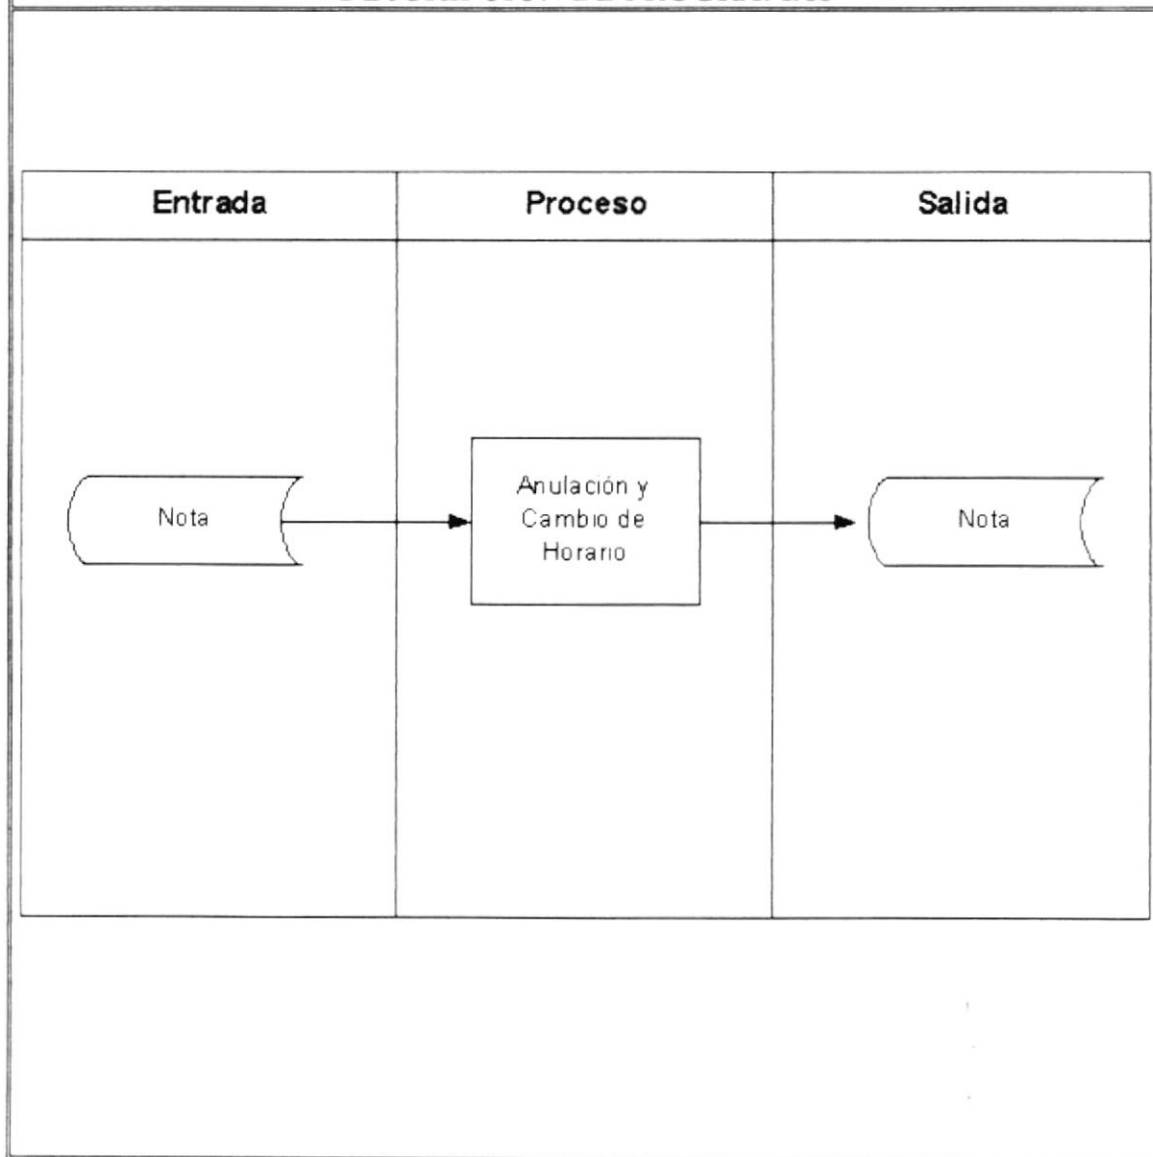 Entrada
Proceso
Salida
Nota
Anulación y
Cambio de
Horario
Nota